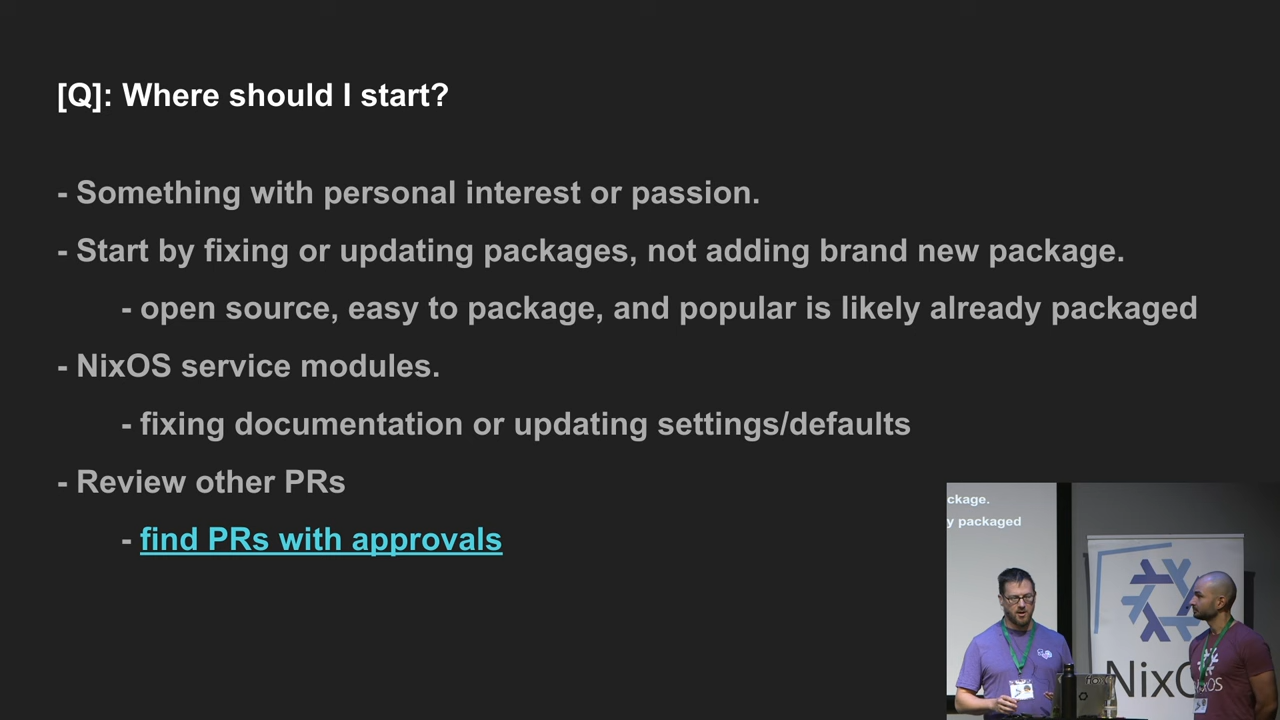 [Q]: Where should I start?
- Something with personal interest or passion.
- Start by fixing or updating packages, not adding brand new package.
- open source, easy to package, and popular is likely already packaged
- NixOS service modules.
- fixing documentation or updating settings/defaults
- Review other PRs
- find PRs with approvals
ckage.
y packaged
NixO